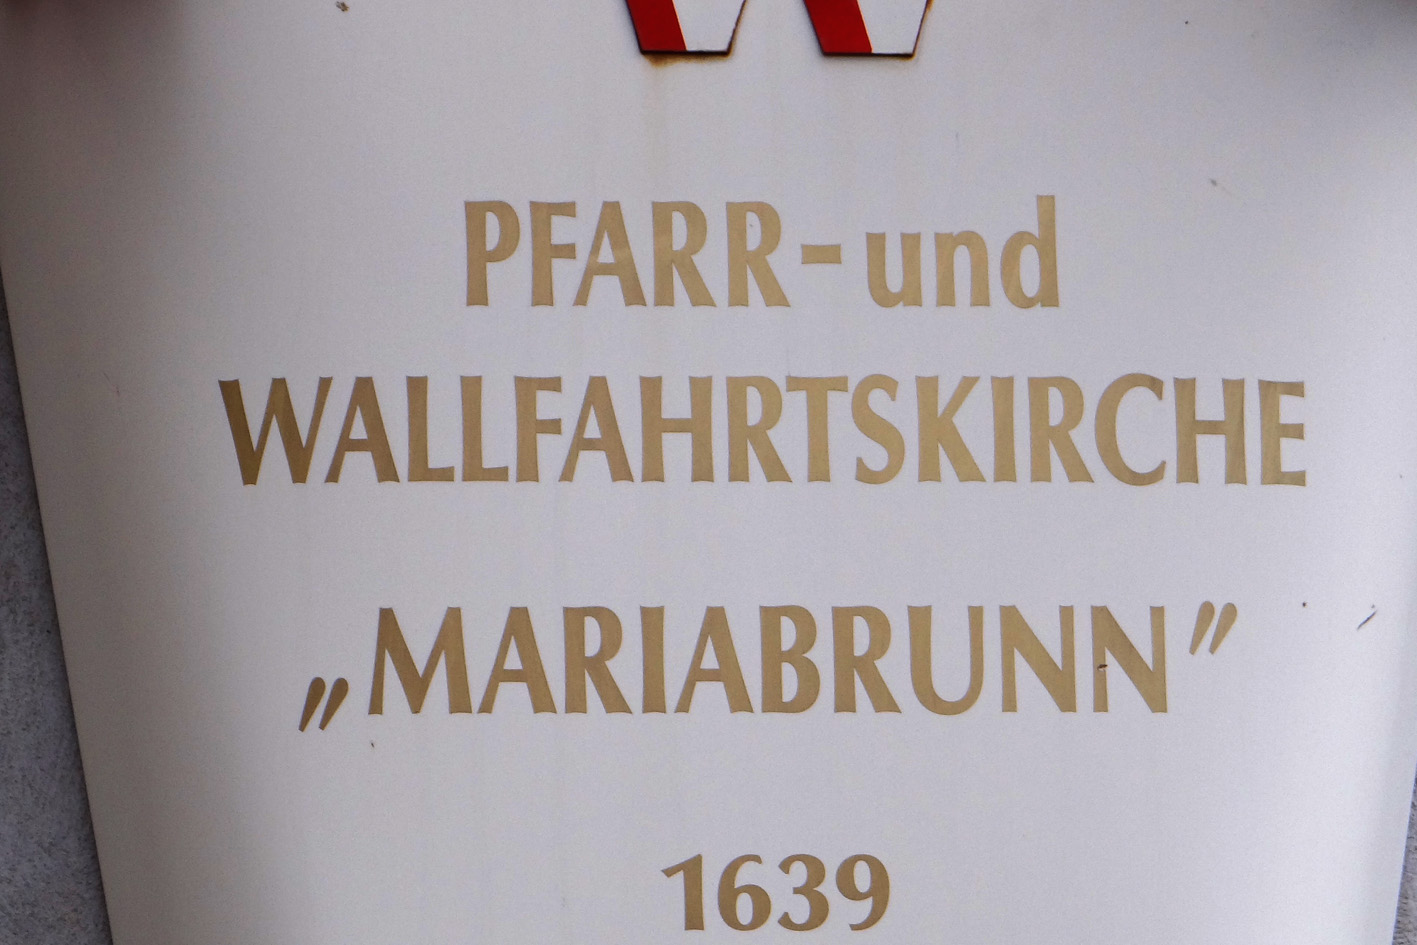 PFARR-und
WALLFAHRTSKIRCHE
„MARIABRUNN”
1639